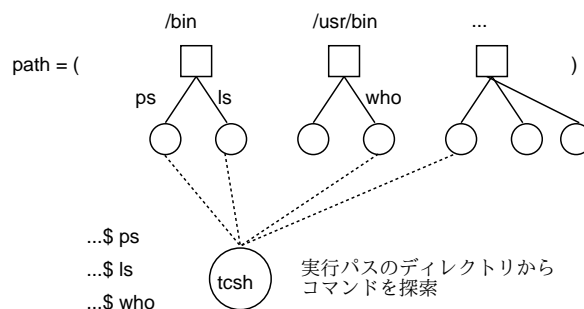 /bin
/usr/bin
...
path = (
)
ps
ls
who
...$ ps
...$ ls
...$ who
tcsh
実行パスのディレクトリから
コマンドを探索